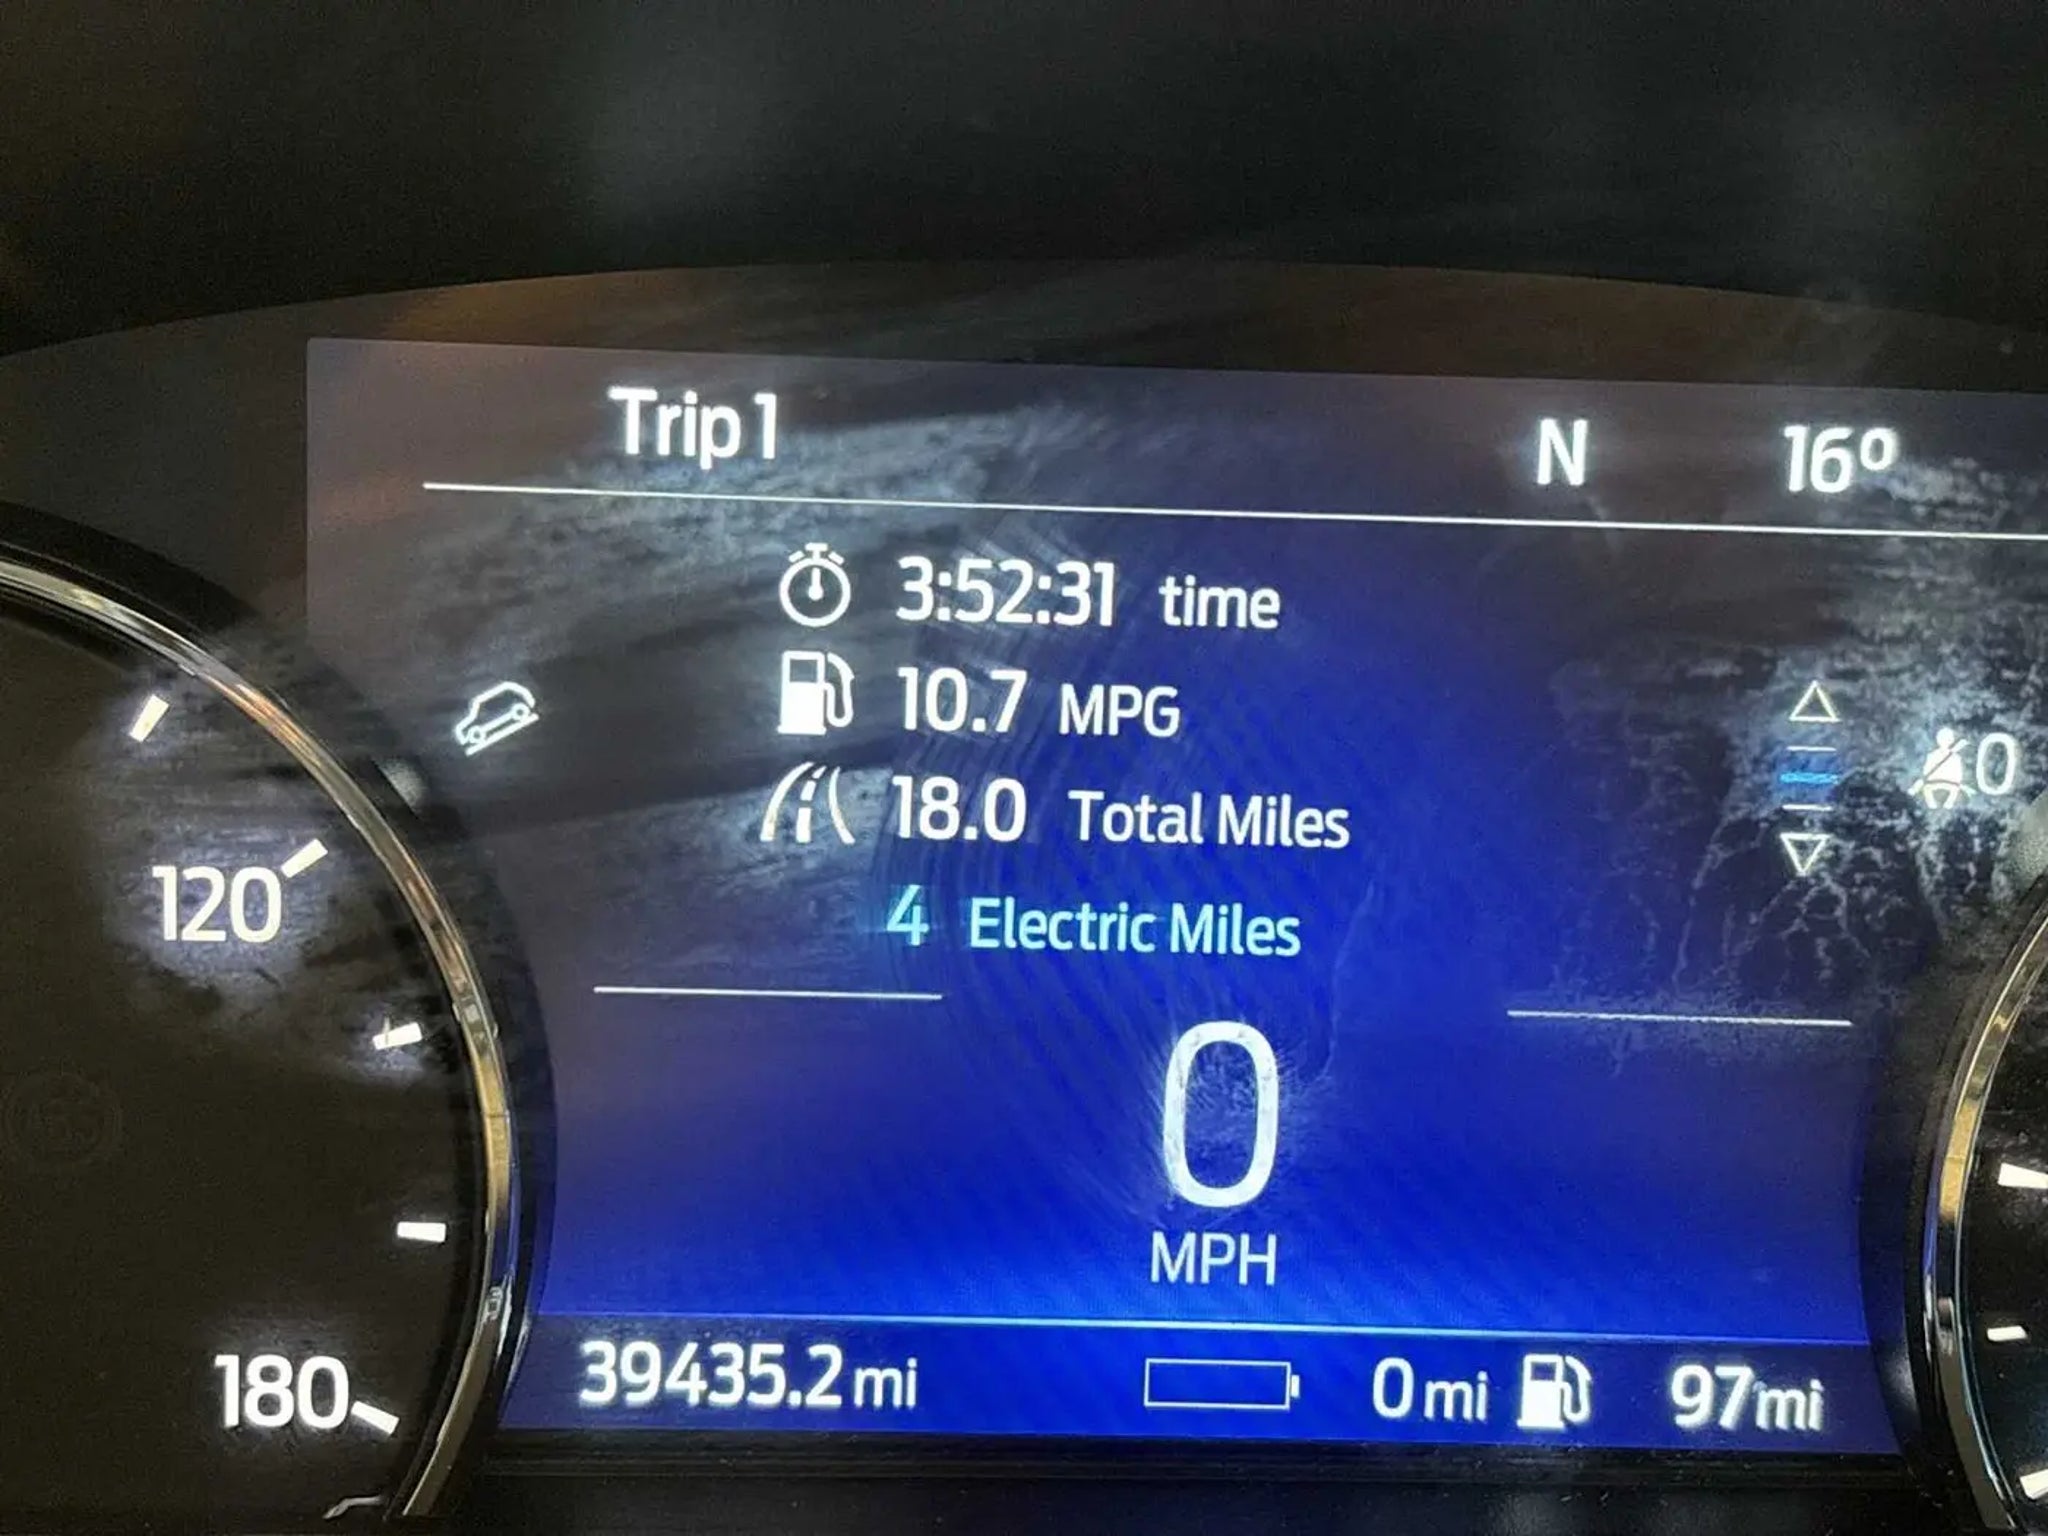 Trip 1 N 16º
3:52:31 time
10.7 MPG
18.0 Total Miles
0
4 Electric Miles
120
0
MPH
180
39435.2 mi 0 mi 97 mi